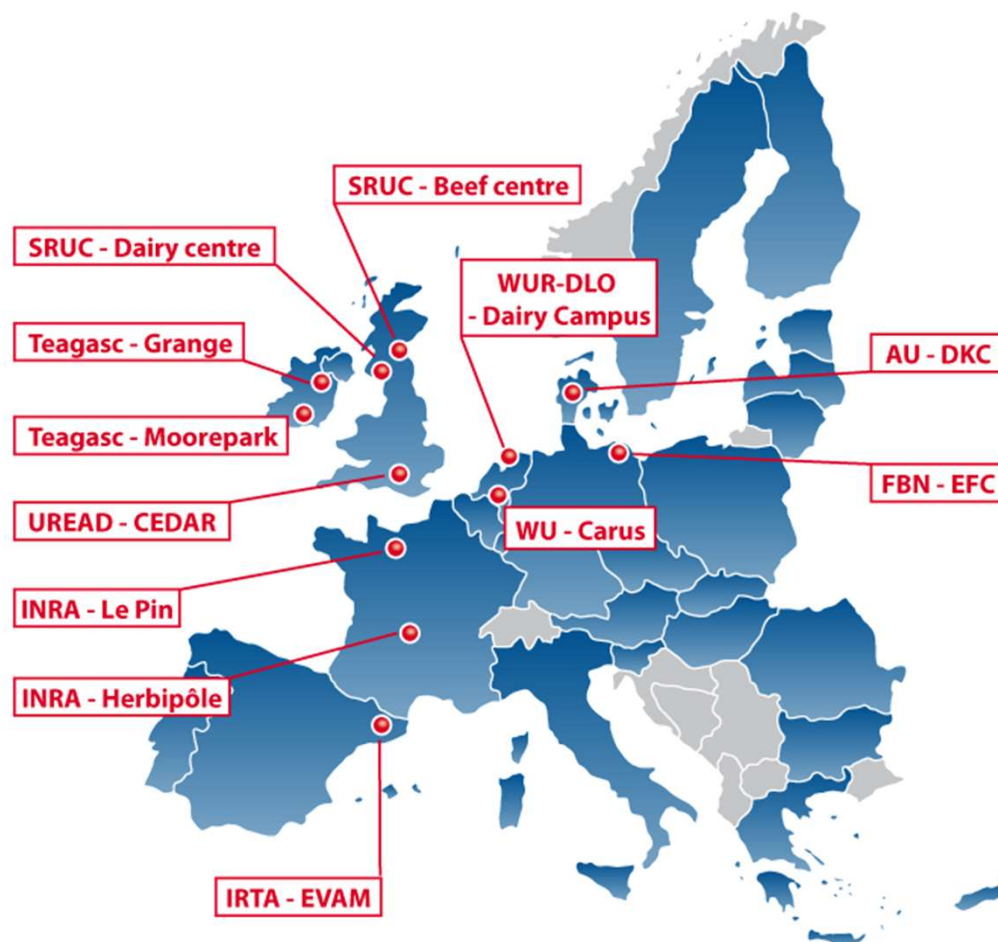 SRUC - Beef centre
SRUC - Dairy centre
WUR-DLO
- Dairy Campus
Teagasc - Grange
AU - DKC
Teagasc - Moorepark
FBN - EFC
UREAD - CEDAR
WU - Carus
INRA - Le Pin
INRA - Herbipôle
IRTA - EVAM